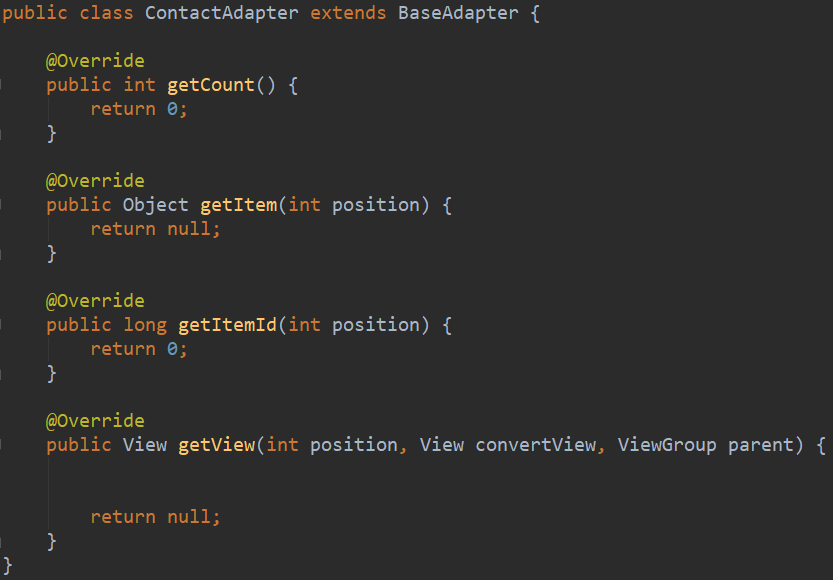 public class ContactAdapter extends BaseAdapter {
@Override
public int getCount() {
return 0;
}
@Override
public Object getItem(int position) {
return null;
}
@Override
public long getItemId(int position) {
return 0;
}
@Override
public View getView(int position, View convertView, ViewGroup parent) {
return null;
}
}